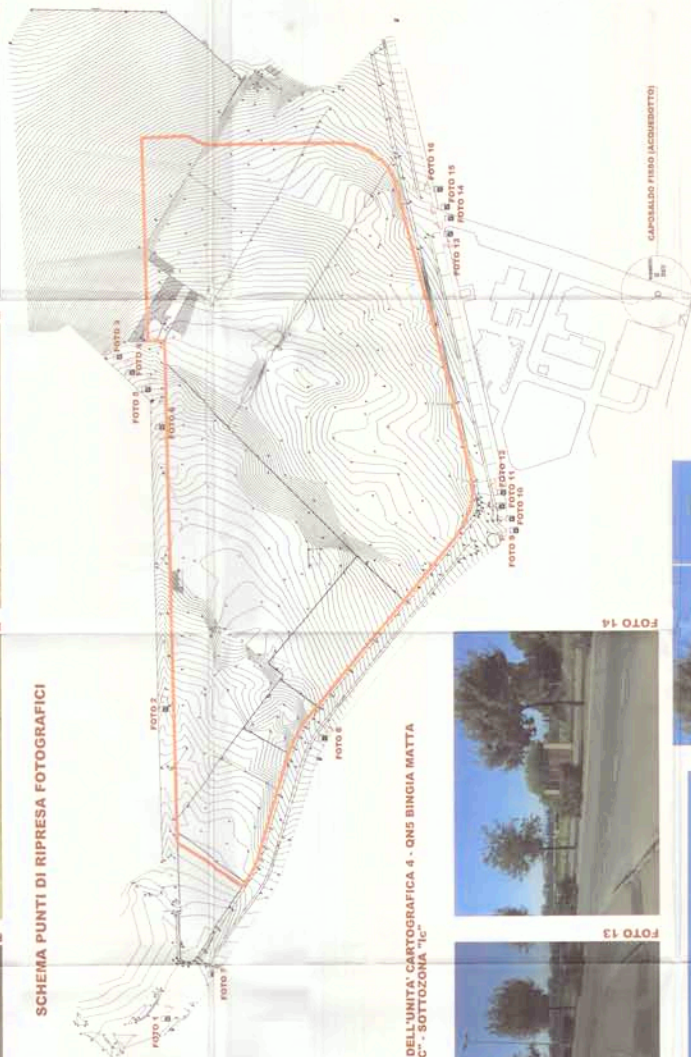 SCHEMA PUNTI DI RIPRESA FOTOGRAFICI
FOTO 3
FOTO 4
FOTO 5
FOTO 6
FOTO 2
FOTO 1
FOTO 7
FOTO 8
FOTO 9
FOTO 10
FOTO 11
FOTO 12
FOTO 13
FOTO 14
FOTO 15
FOTO 16
CAPOSALDO FISSO (ACQUEDOTTO)
DELL'UNITA' CARTOGRAFICA 4 - QN5 BINGIA MATTA
C" - SOTTOZONA "Ic"
FOTO 13
FOTO 14